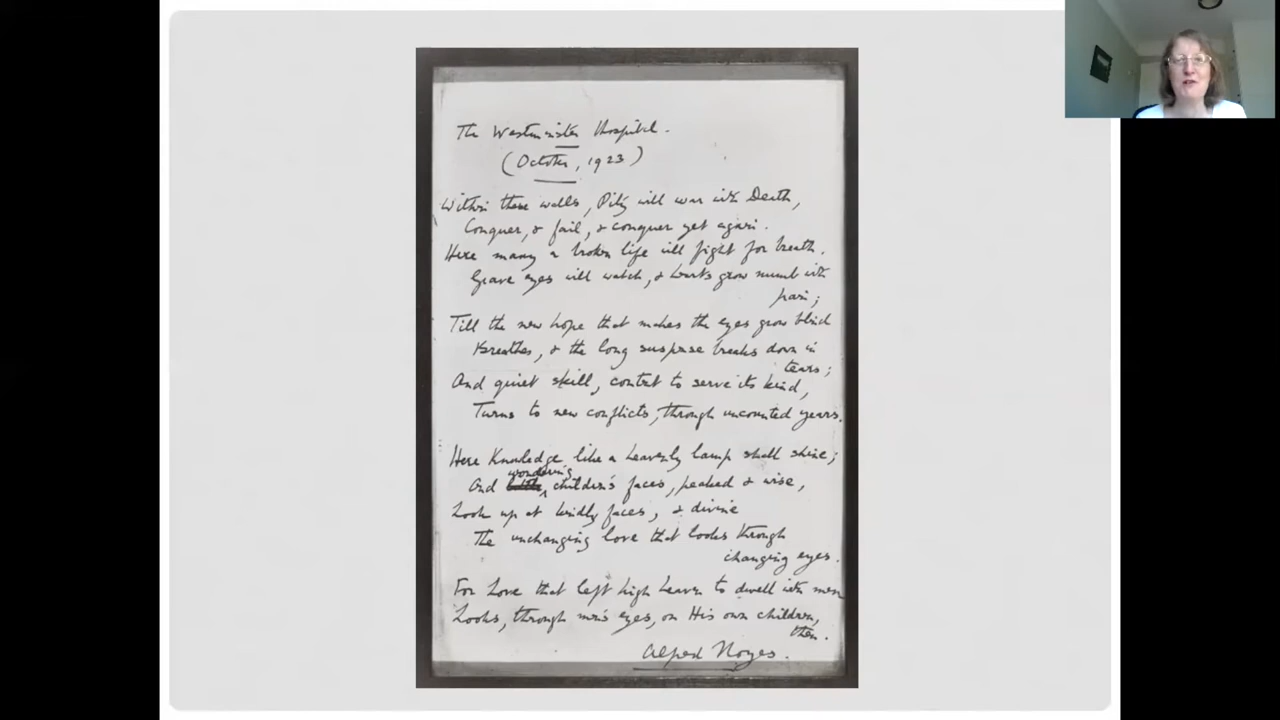 The Westminster Hospital.
(October, 1923)
Within these walls, Pity will war with Death,
Conquer, & fail, & conquer yet again.
Here many a broken life will fight for breath.
Grave eyes will watch, & hearts grow numb with
pain;
Till the new hope that makes the eyes grow blind
Breathes, & the long suspense breaks down in
tears;
And quiet skill, content to serve its kind,
Turns to new conflicts, through uncounted years.
Here Knowledge like a heavenly lamp shall shine;
wondering
And children's faces, peaked & wise,
Look up at kindly faces, & divine
The unchanging love that looks through
changing eyes.
For Love that left high heaven to dwell with men
Looks, through men's eyes, on His own children,
then.
Alfred Noyes.